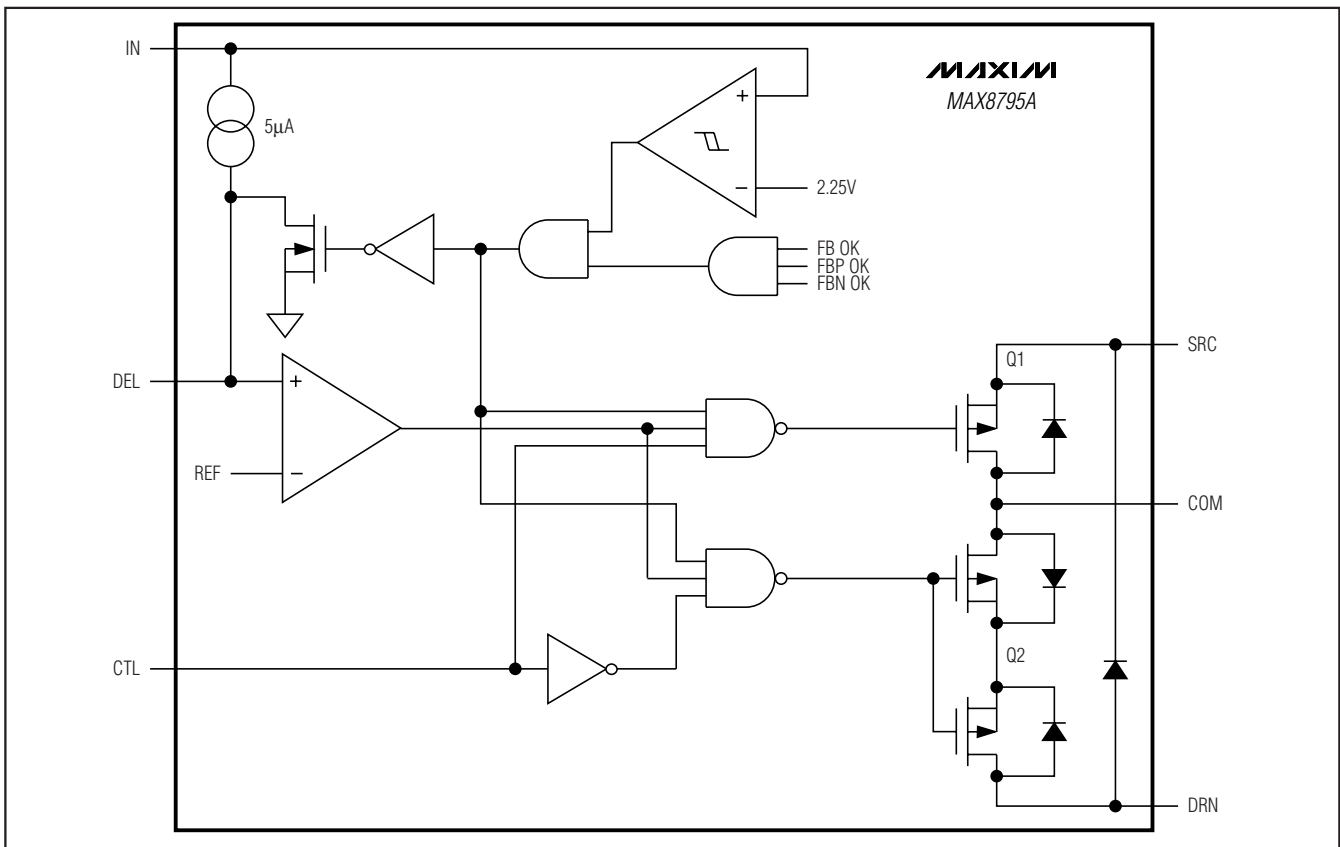 IN
MAXIM
MAX8795A
+
5µA
−
2.25V
FB OK
FBP OK
FBN OK
SRC
Q1
DEL
+
REF
−
COM
Q2
CTL
DRN